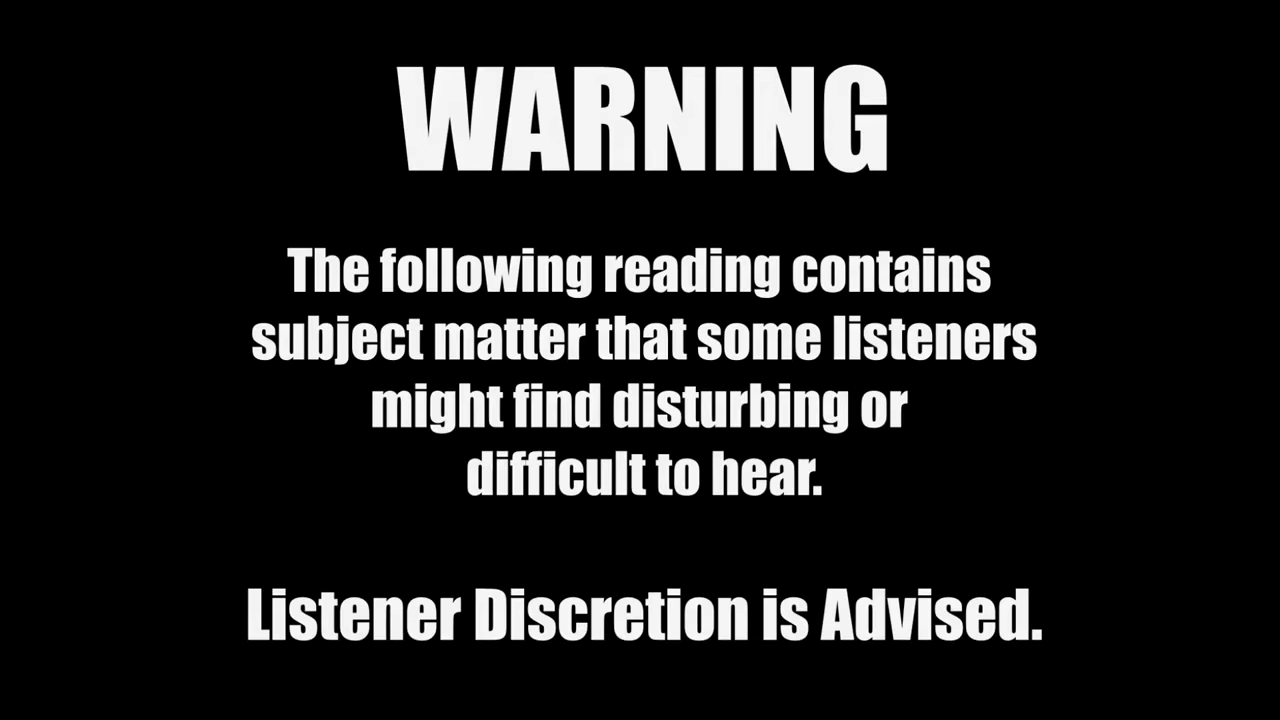 WARNING
The following reading contains
subject matter that some listeners
might find disturbing or
difficult to hear.
Listener Discretion is Advised.